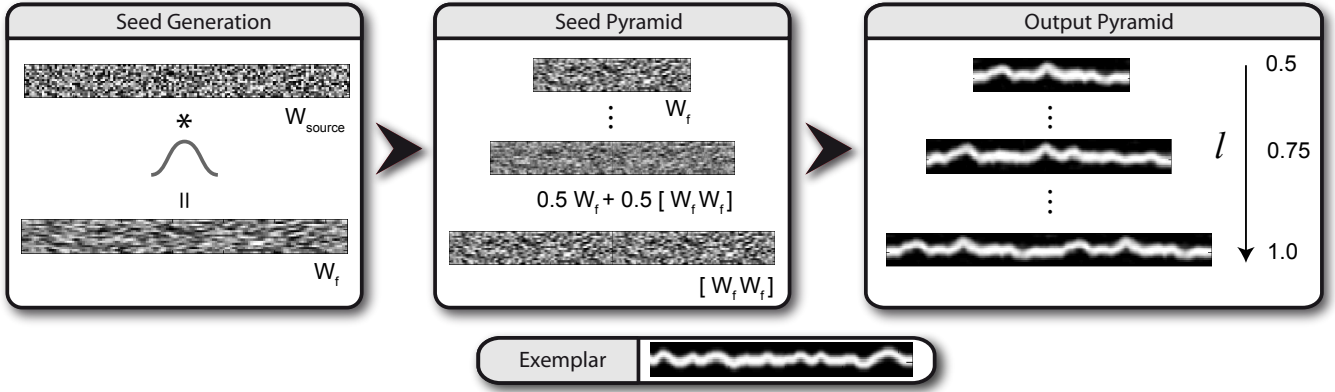 Seed Generation
W_source
*
=
W_f
Seed Pyramid
W_f
⋮
0.5 W_f + 0.5 [ W_f W_f ]
[ W_f W_f ]
Output Pyramid
0.5
⋮
l
0.75
⋮
1.0
Exemplar